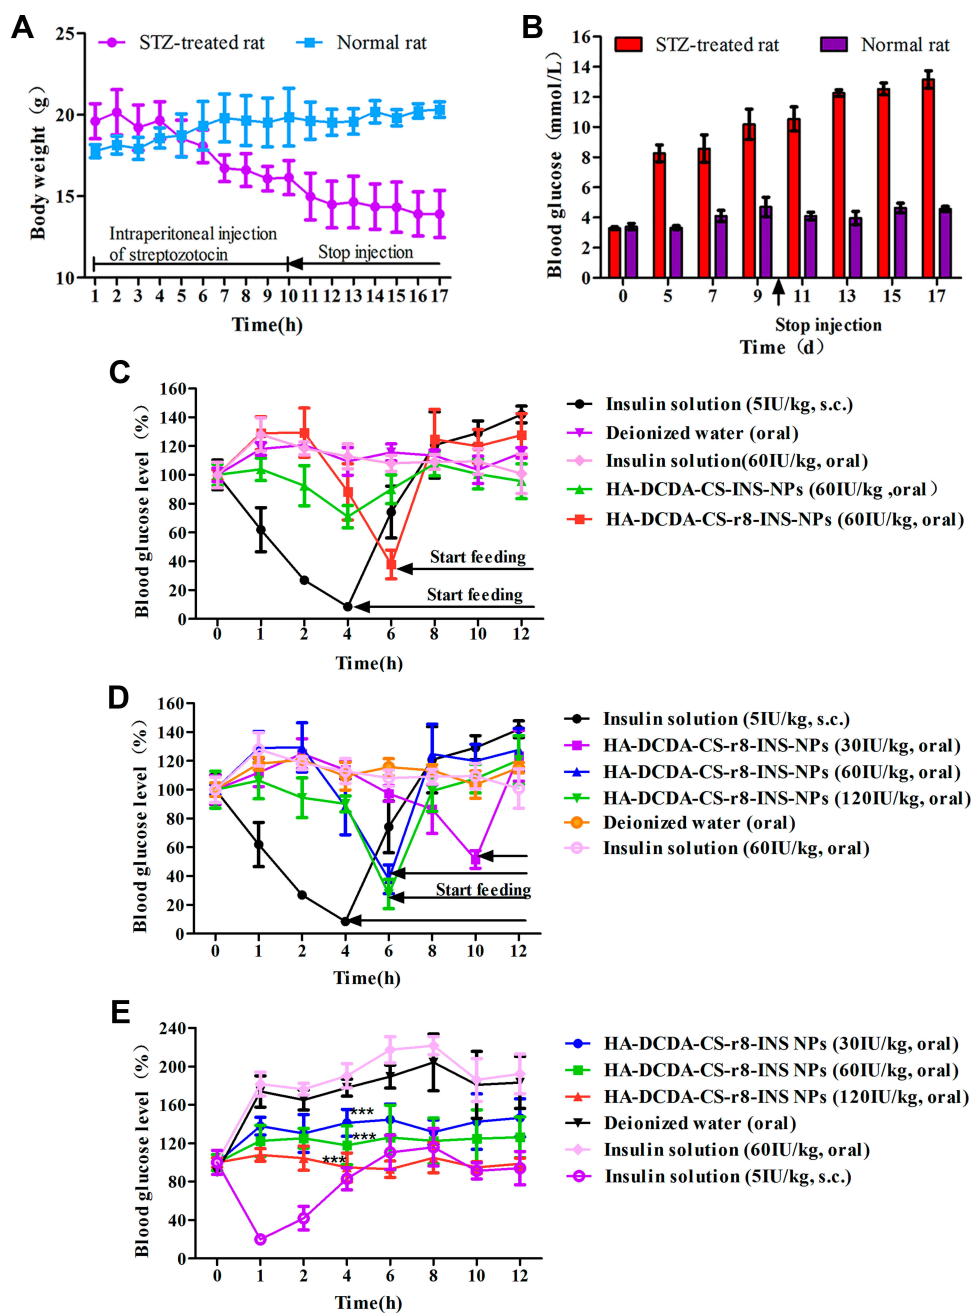 A
25
20
15
10
Body weight (g)
STZ-treated rat
Normal rat
Intraperitoneal injection
of streptozotocin
Stop injection
1 2 3 4 5 6 7 8 9 10 11 12 13 14 15 16 17
Time(h)
B
16
14
12
10
8
6
4
2
0
Blood glucose (mmol/L)
STZ-treated rat
Normal rat
0 5 7 9 11 13 15 17
Stop injection
Time (d)
C
160
140
120
100
80
60
40
20
0
Blood glucose level (%)
Start feeding
Start feeding
0 1 2 4 6 8 10 12
Time(h)
Insulin solution (5IU/kg, s.c.)
Deionized water (oral)
Insulin solution(60IU/kg, oral)
HA-DCDA-CS-INS-NPs (60IU/kg ,oral)
HA-DCDA-CS-r8-INS-NPs (60IU/kg, oral)
D
160
140
120
100
80
60
40
20
0
Blood glucose level (%)
Start feeding
0 1 2 4 6 8 10 12
Time(h)
Insulin solution (5IU/kg, s.c.)
HA-DCDA-CS-r8-INS-NPs (30IU/kg, oral)
HA-DCDA-CS-r8-INS-NPs (60IU/kg, oral)
HA-DCDA-CS-r8-INS-NPs (120IU/kg, oral)
Deionized water (oral)
Insulin solution (60IU/kg, oral)
E
240
200
160
120
80
40
0
Blood glucose level (%)
***
***
***
0 1 2 4 6 8 10 12
Time(h)
HA-DCDA-CS-r8-INS NPs (30IU/kg, oral)
HA-DCDA-CS-r8-INS NPs (60IU/kg, oral)
HA-DCDA-CS-r8-INS NPs (120IU/kg, oral)
Deionized water (oral)
Insulin solution (60IU/kg, oral)
Insulin solution (5IU/kg, s.c.)